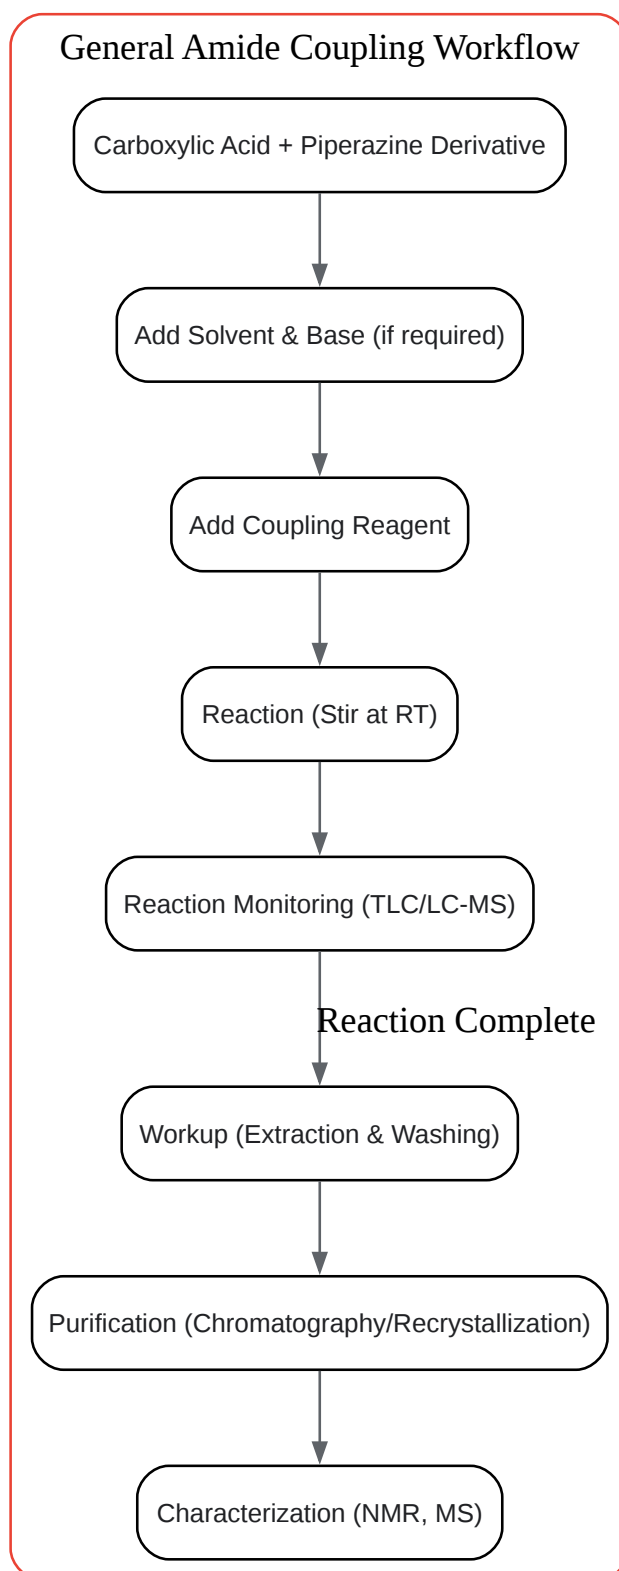 General Amide Coupling Workflow
Carboxylic Acid + Piperazine Derivative
Add Solvent & Base (if required)
Add Coupling Reagent
Reaction (Stir at RT)
Reaction Monitoring (TLC/LC-MS)
Reaction Complete
Workup (Extraction & Washing)
Purification (Chromatography/Recrystallization)
Characterization (NMR, MS)